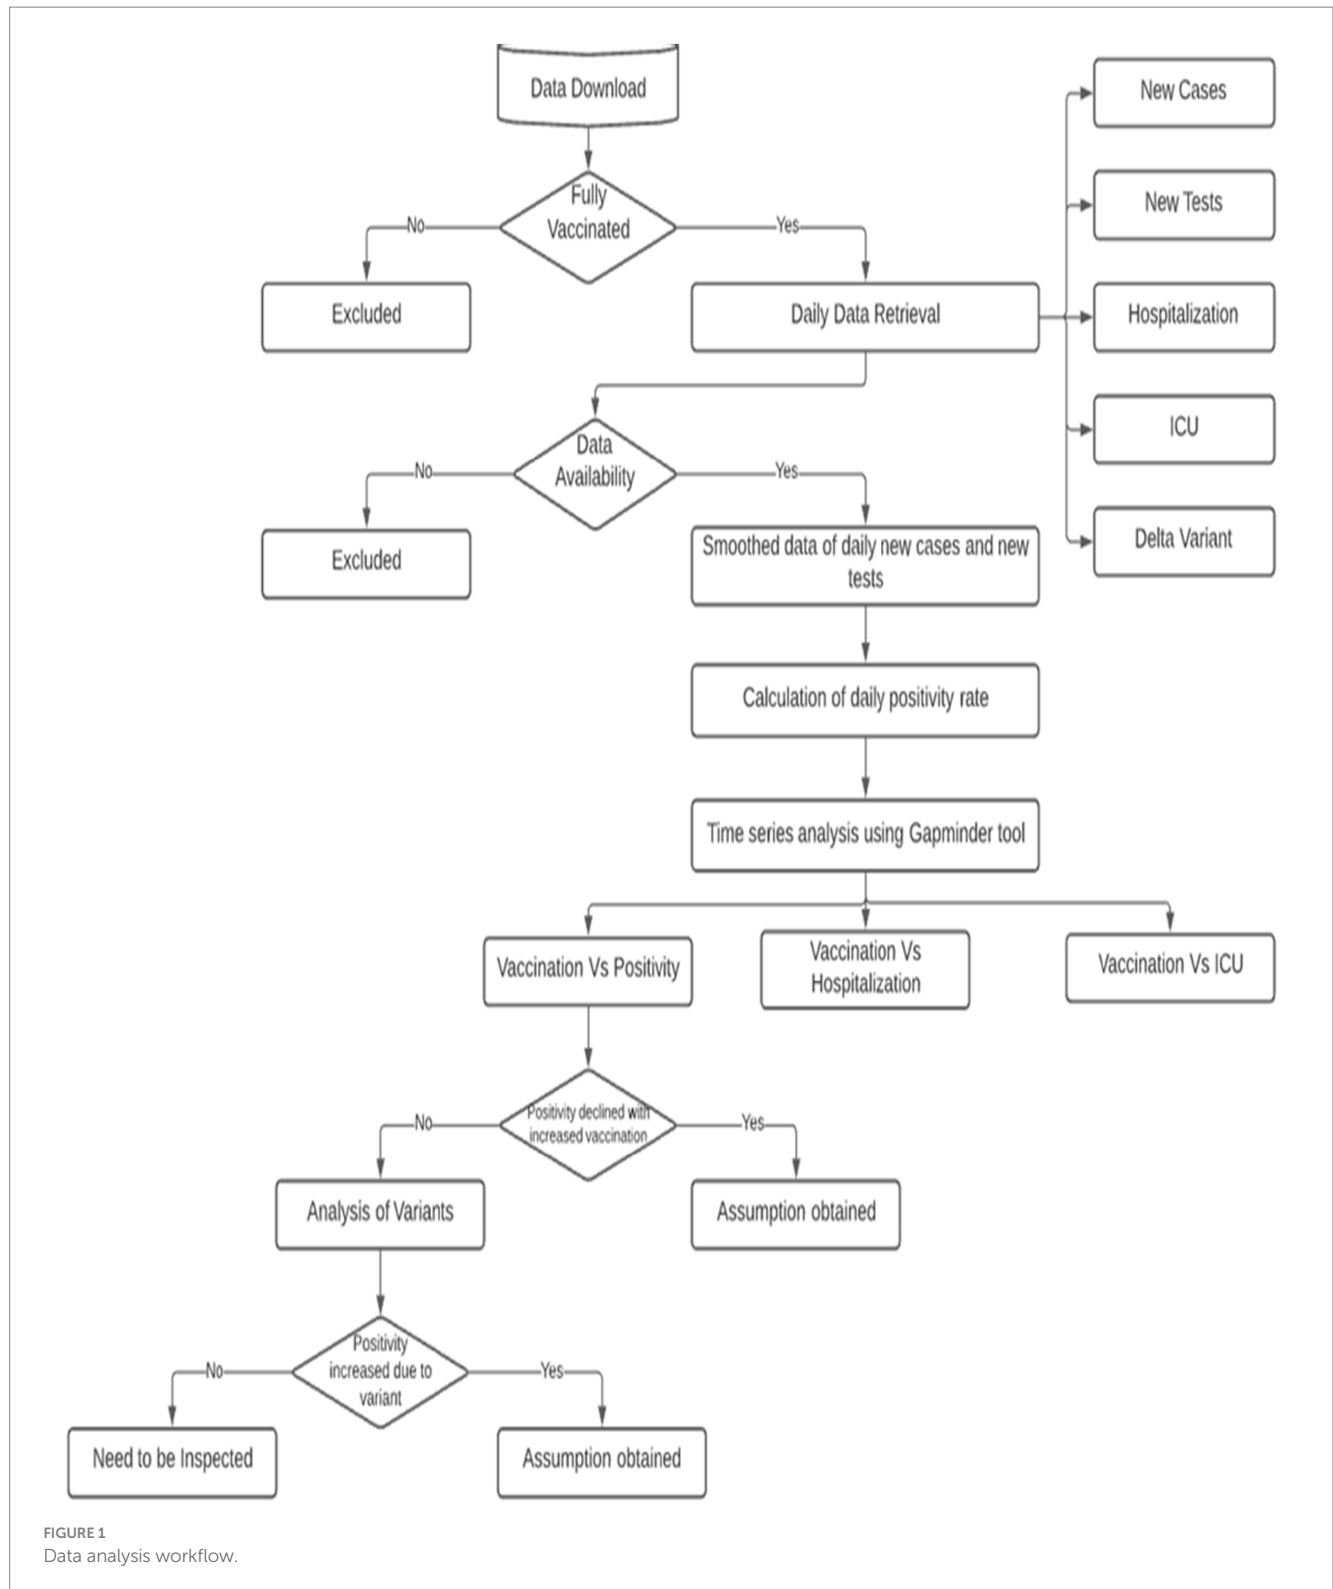 Data Download
New Cases
Fully
Vaccinated
No
Yes
New Tests
Excluded
Daily Data Retrieval
Hospitalization
Data
Availability
No
Yes
ICU
Excluded
Smoothed data of daily new cases and new
tests
Delta Variant
Calculation of daily positivity rate
Time series analysis using Gapminder tool
Vaccination Vs Positivity
Vaccination Vs
Hospitalization
Vaccination Vs ICU
Positivity declined with
increased vaccination
No
Yes
Analysis of Variants
Assumption obtained
Positivity
increased due to
variant
No
Yes
Need to be Inspected
Assumption obtained
FIGURE 1
Data analysis workflow.